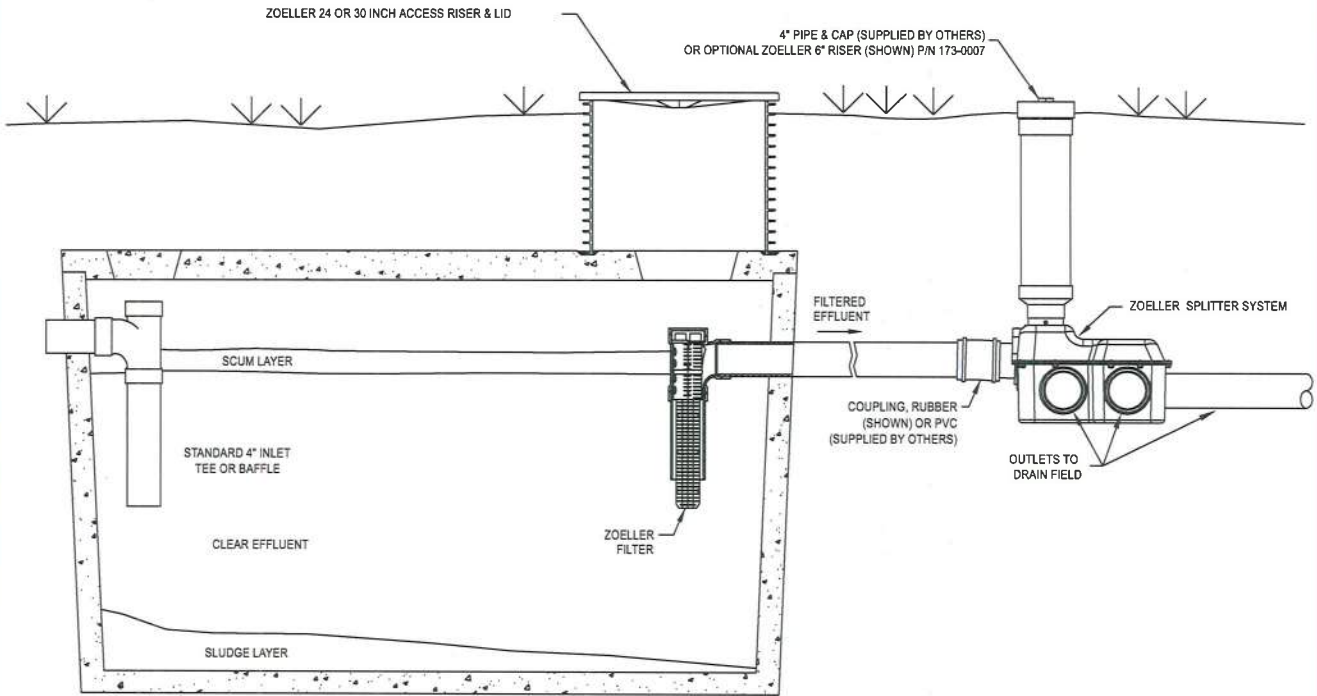 ZOELLER 24 OR 30 INCH ACCESS RISER & LID
4" PIPE & CAP (SUPPLIED BY OTHERS)
OR OPTIONAL ZOELLER 6" RISER (SHOWN) P/N 173-0007
FILTERED
EFFLUENT
ZOELLER SPLITTER SYSTEM
SCUM LAYER
COUPLING, RUBBER
(SHOWN) OR PVC
(SUPPLIED BY OTHERS)
STANDARD 4" INLET
TEE OR BAFFLE
OUTLETS TO
DRAIN FIELD
ZOELLER
FILTER
CLEAR EFFLUENT
SLUDGE LAYER